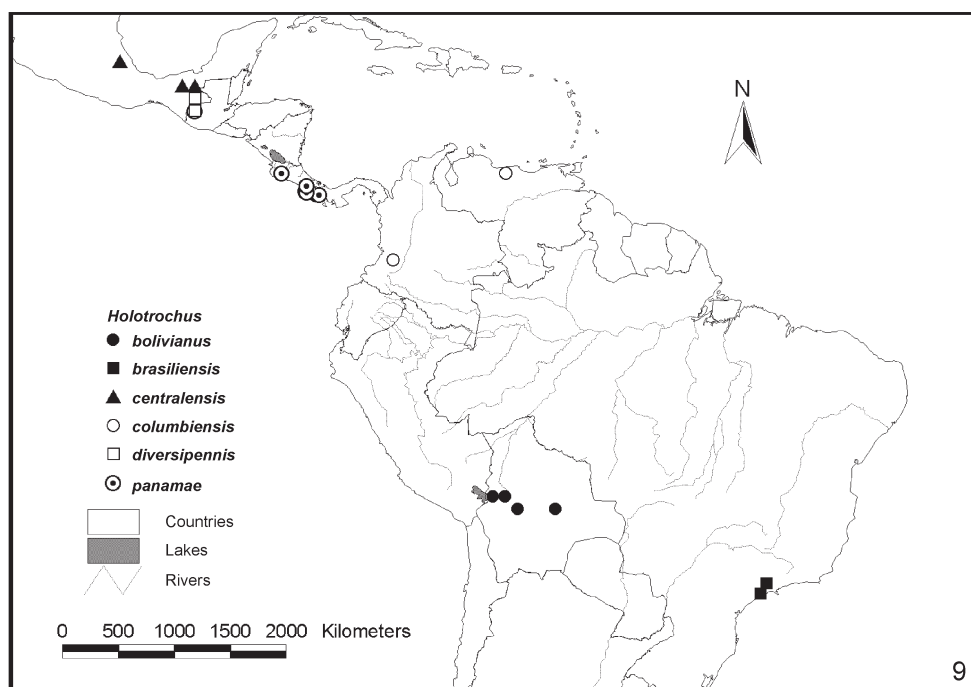 N
Holotrochus
bolivianus
brasiliensis
centralensis
columbiensis
diversipennis
panamae
Countries
Lakes
Rivers
0 500 1000 1500 2000 Kilometers
9